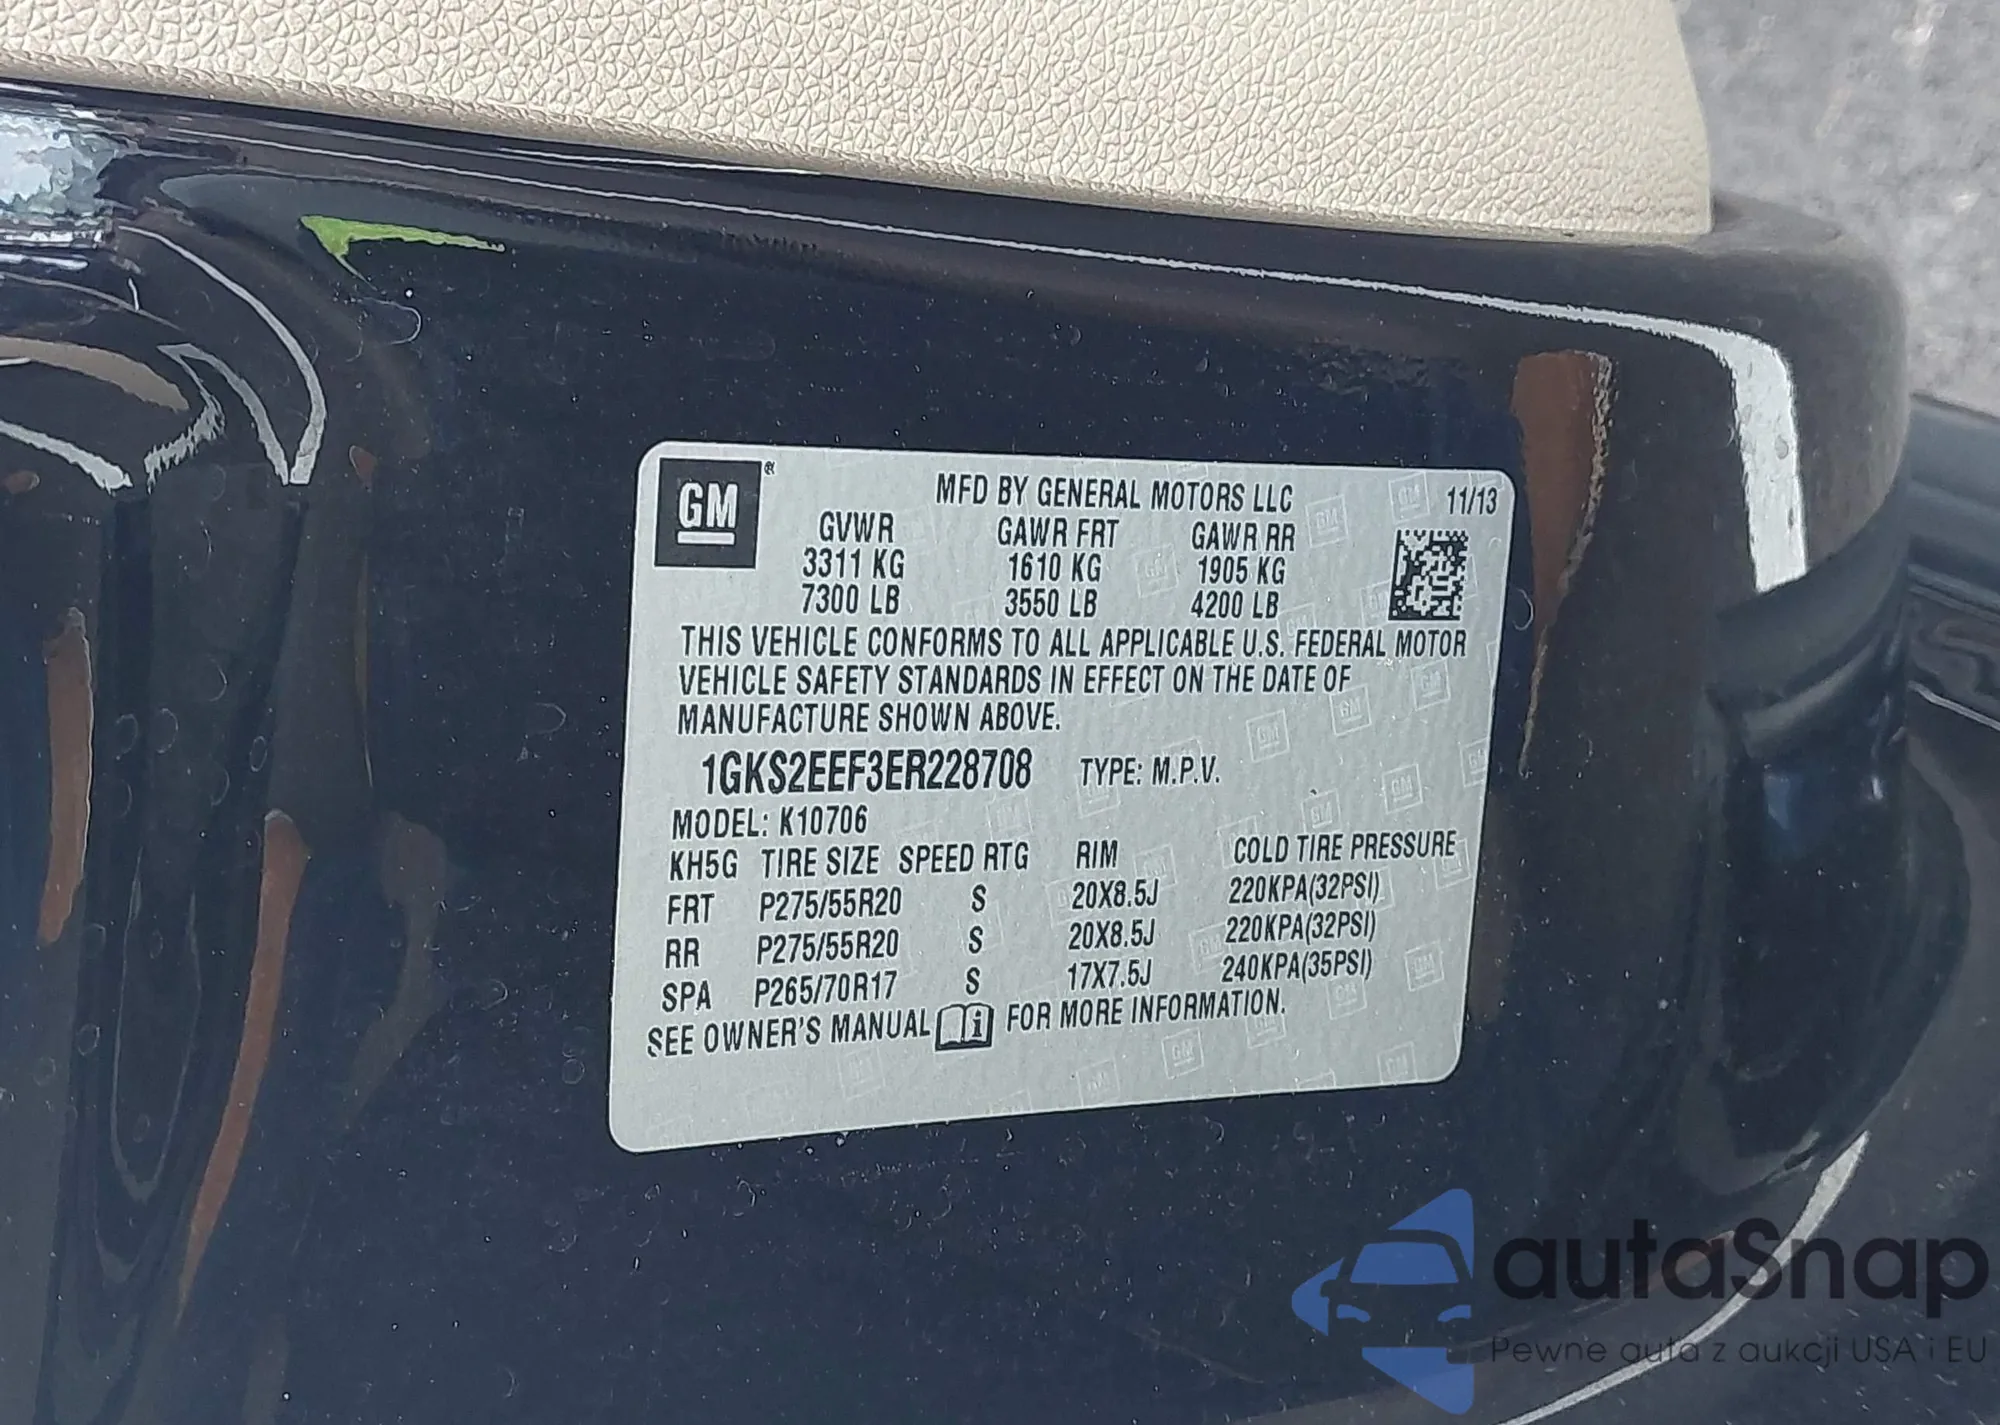 GM®
MFD BY GENERAL MOTORS LLC 11/13
GVWR GAWR FRT GAWR RR
3311 KG 1610 KG 1905 KG
7300 LB 3550 LB 4200 LB
THIS VEHICLE CONFORMS TO ALL APPLICABLE U.S. FEDERAL MOTOR
VEHICLE SAFETY STANDARDS IN EFFECT ON THE DATE OF
MANUFACTURE SHOWN ABOVE.
1GKS2EEF3ER228708 TYPE: M.P.V.
MODEL: K10706
KH5G TIRE SIZE SPEED RTG RIM COLD TIRE PRESSURE
FRT P275/55R20 S 20X8.5J 220KPA(32PSI)
RR P275/55R20 S 20X8.5J 220KPA(32PSI)
SPA P265/70R17 S 17X7.5J 240KPA(35PSI)
SEE OWNER'S MANUAL i FOR MORE INFORMATION.
autaSnap
Pewne auta z aukcji USA i EU